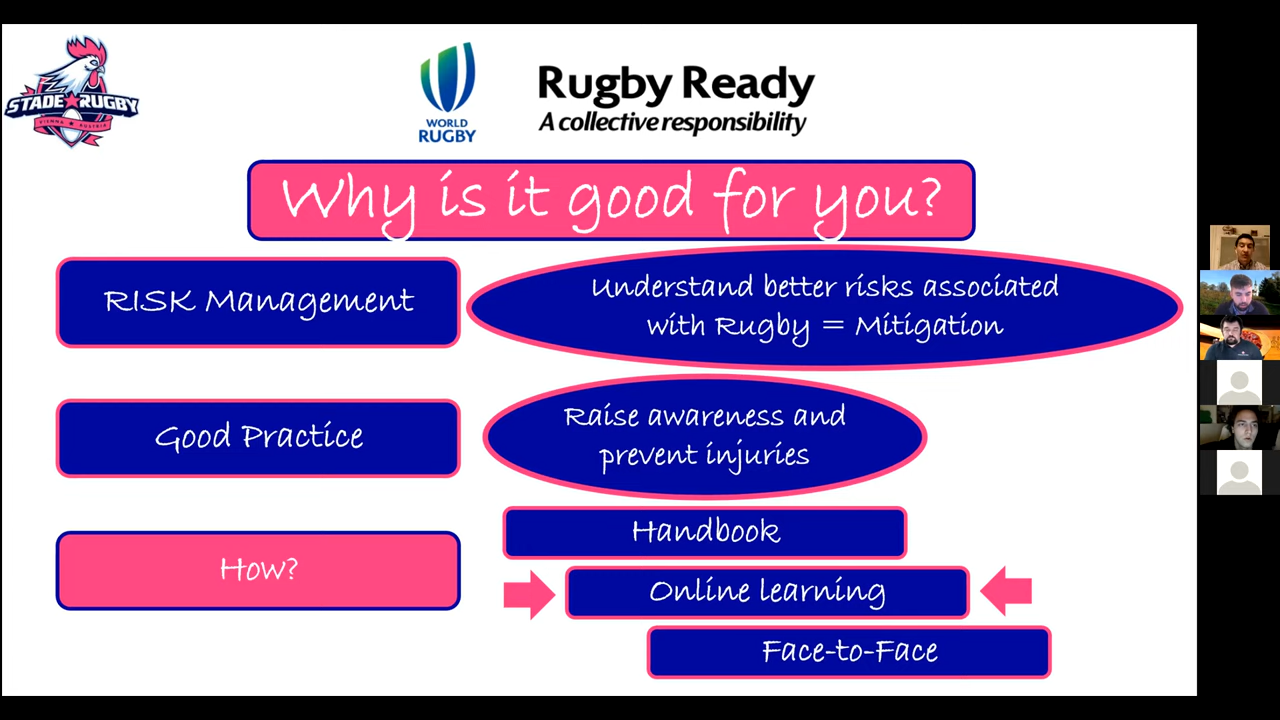 STADE RUGBY
VIENNA AUSTRIA
WORLD
RUGBY
Rugby Ready
A collective responsibility
Why is it good for you?
RISK Management
Understand better risks associated
with Rugby = Mitigation
Good Practice
Raise awareness and
prevent injuries
How?
Handbook
Online learning
Face-to-Face